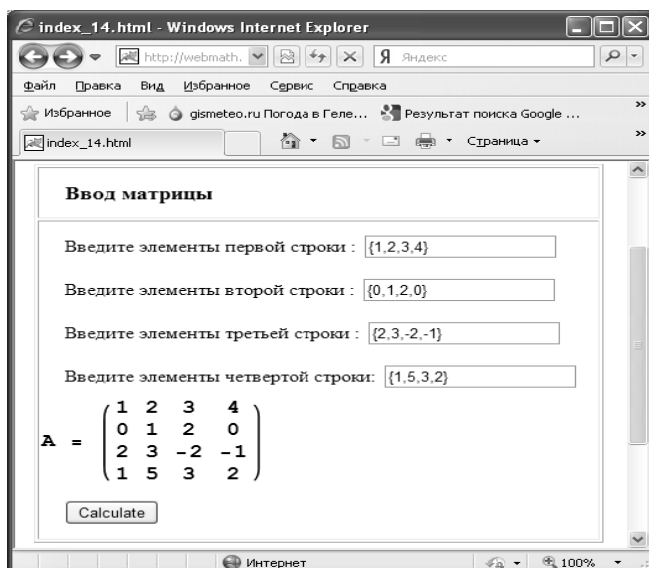 index_14.html - Windows Internet Explorer
http://webmath. Я Яндекс
Файл Правка Вид Избранное Сервис Справка
Избранное gismeteo.ru Погода в Геле... Результат поиска Google ... »
index_14.html Страница »
Ввод матрицы
Введите элементы первой строки : {1,2,3,4}
Введите элементы второй строки : {0,1,2,0}
Введите элементы третьей строки : {2,3,-2,-1}
Введите элементы четвертой строки: {1,5,3,2}
1 2 3 4
0 1 2 0
A =
2 3 -2 -1
1 5 3 2
Calculate
Интернет 100%